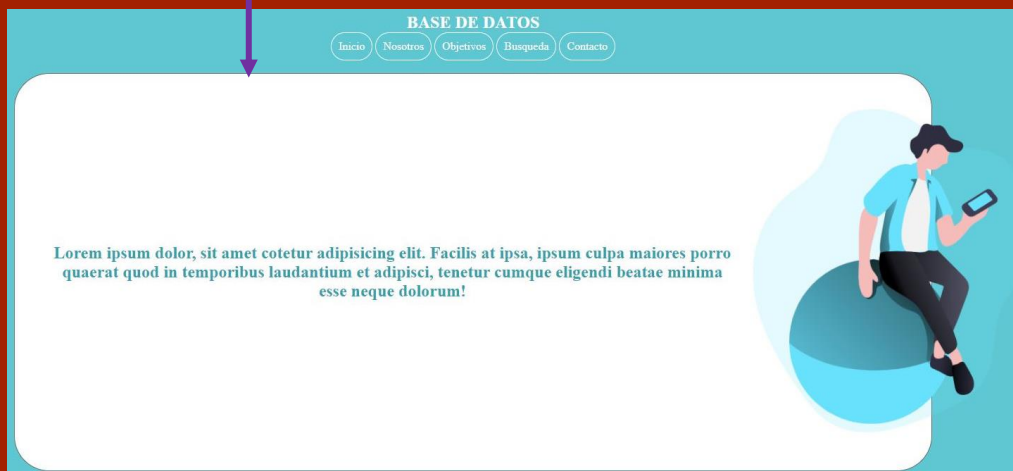 BASE DE DATOS
Inicio Nosotros Objetivos Busqueda Contacto
Lorem ipsum dolor, sit amet cotetur adipisicing elit. Facilis at ipsa, ipsum culpa maiores porro
quaerat quod in temporibus laudantium et adipisci, tenetur cumque eligendi beatae minima
esse neque dolorum!